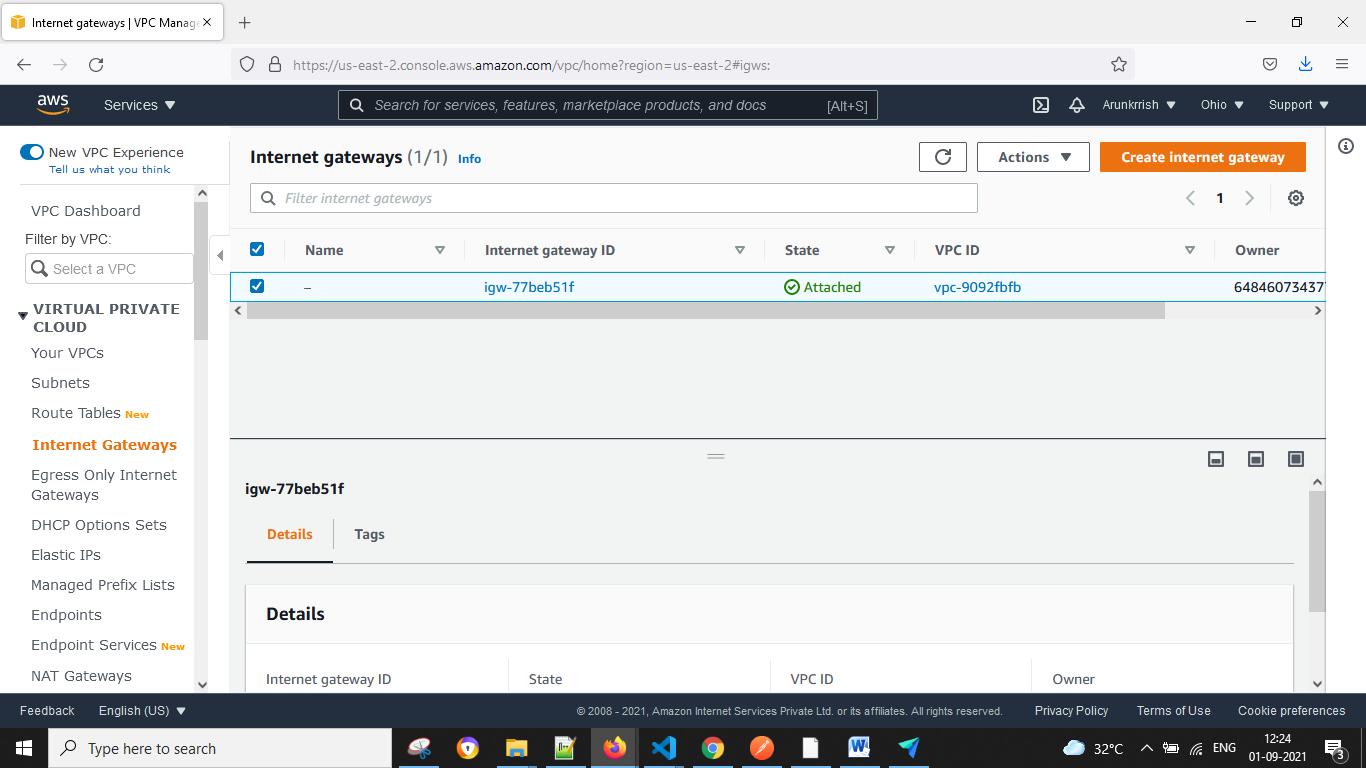 Internet gateways | VPC Manage
https://us-east-2.console.aws.amazon.com/vpc/home?region=us-east-2#igws:
aws
Services
Search for services, features, marketplace products, and docs
[Alt+S]
Arunkrrish
Ohio
Support
New VPC Experience
Tell us what you think
VPC Dashboard
Filter by VPC:
Select a VPC
VIRTUAL PRIVATE
CLOUD
Your VPCs
Subnets
Route Tables New
Internet Gateways
Egress Only Internet
Gateways
DHCP Options Sets
Elastic IPs
Managed Prefix Lists
Endpoints
Endpoint Services New
NAT Gateways
Internet gateways (1/1) Info
Actions
Create internet gateway
Filter internet gateways
1
Name
Internet gateway ID
State
VPC ID
Owner
–
igw-77beb51f
Attached
vpc-9092fbfb
64846073437
igw-77beb51f
Details
Tags
Details
Internet gateway ID
State
VPC ID
Owner
Feedback
English (US)
© 2008 - 2021, Amazon Internet Services Private Ltd. or its affiliates. All rights reserved.
Privacy Policy
Terms of Use
Cookie preferences
Type here to search
32°C
ENG
12:24
01-09-2021
3